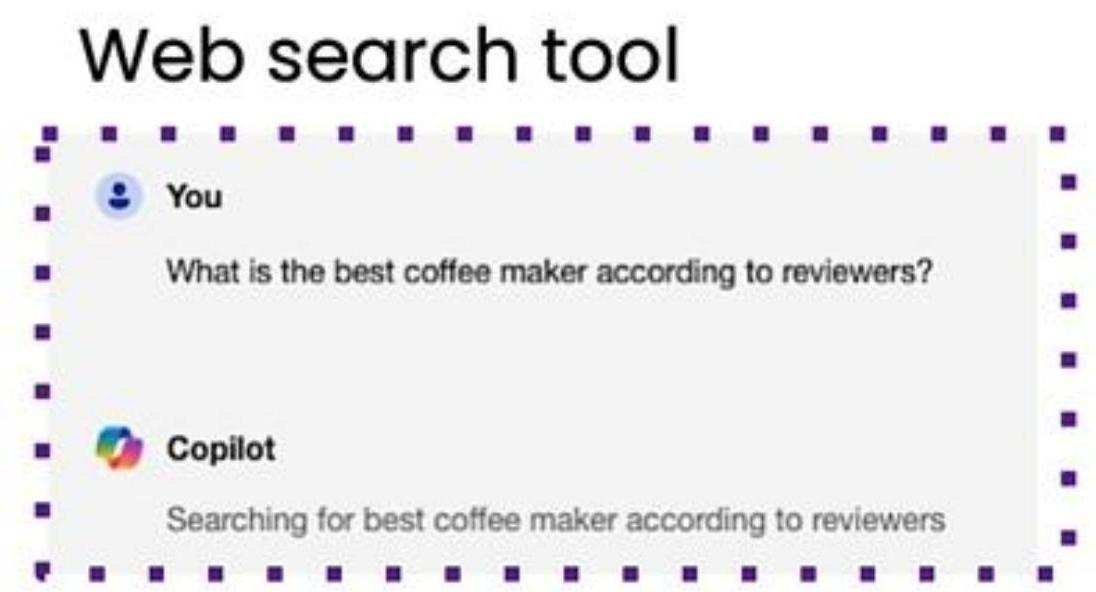 Web search tool
You
What is the best coffee maker according to reviewers?
Copilot
Searching for best coffee maker according to reviewers